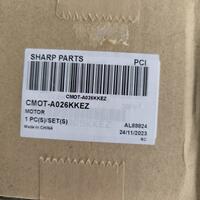 SHARP PARTS PCI
CMOT-A026KKEZ
CMOT-A026KKEZ
MOTOR
1 PC(S)/SET(S) AL89824
Made in CHINA 24/11/2023